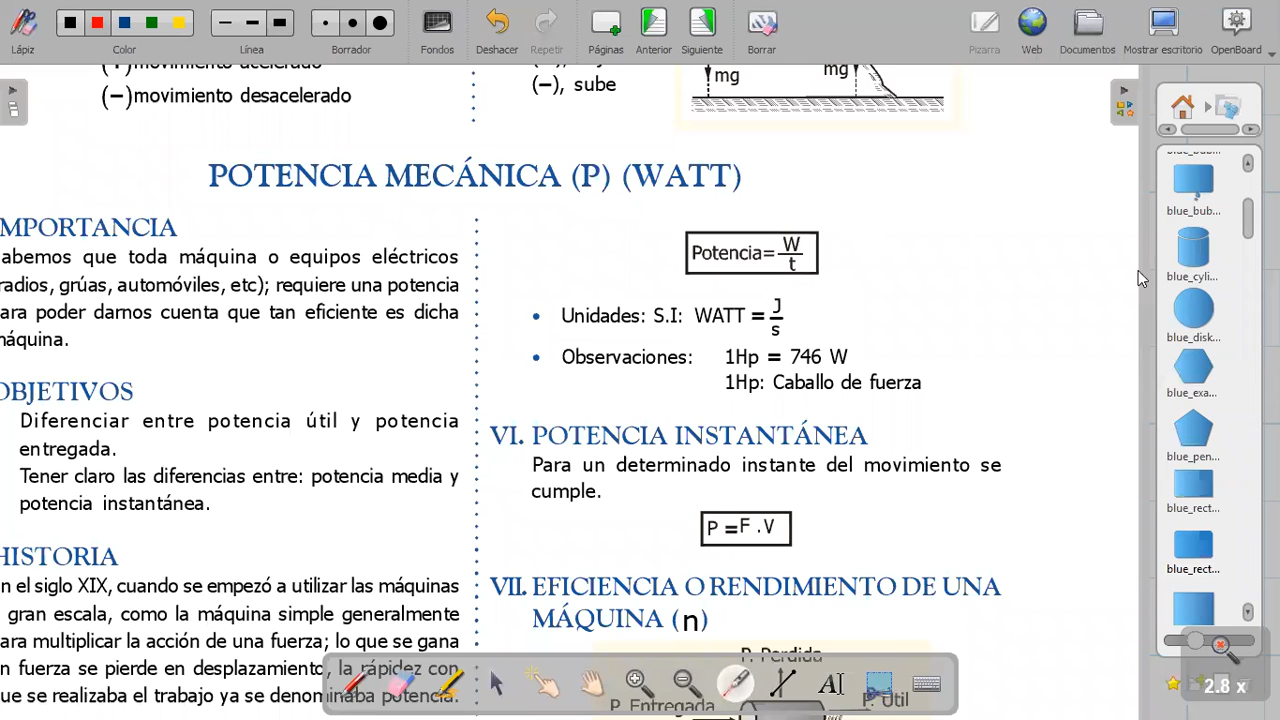 Lápiz
Color
Línea
Borrador
Fondos
Deshacer
Repetir
Páginas
Anterior
Siguiente
Borrar
Pizarra
Web
Documentos
Mostrar escritorio
OpenBoard
movimiento acelerado
(−)movimiento desacelerado
(−), sube
mg
mg
POTENCIA MECÁNICA (P) (WATT)
IMPORTANCIA
abemos que toda máquina o equipos eléctricos
radios, grúas, automóviles, etc); requiere una potencia
ara poder darnos cuenta que tan eficiente es dicha
máquina.
OBJETIVOS
Diferenciar entre potencia útil y potencia
entregada.
Tener claro las diferencias entre: potencia media y
potencia instantánea.
HISTORIA
n el siglo XIX, cuando se empezó a utilizar las máquinas
gran escala, como la máquina simple generalmente
ara multiplicar la acción de una fuerza; lo que se gana
n fuerza se pierde en desplazamiento, la rápidez con
ue se realizaba el trabajo ya se denominaba potencia.
Potencia= W
t
• Unidades: S.I: WATT = J
s
• Observaciones: 1Hp = 746 W
1Hp: Caballo de fuerza
VI. POTENCIA INSTANTÁNEA
Para un determinado instante del movimiento se
cumple.
P = F . V
VII. EFICIENCIA O RENDIMIENTO DE UNA
MÁQUINA (n)
P. Perdida
P. Entregada
P. Útil
blue_bub...
blue_bub...
blue_cyli...
blue_disk...
blue_exa...
blue_pen...
blue_rect...
blue_rect...
2.8 x